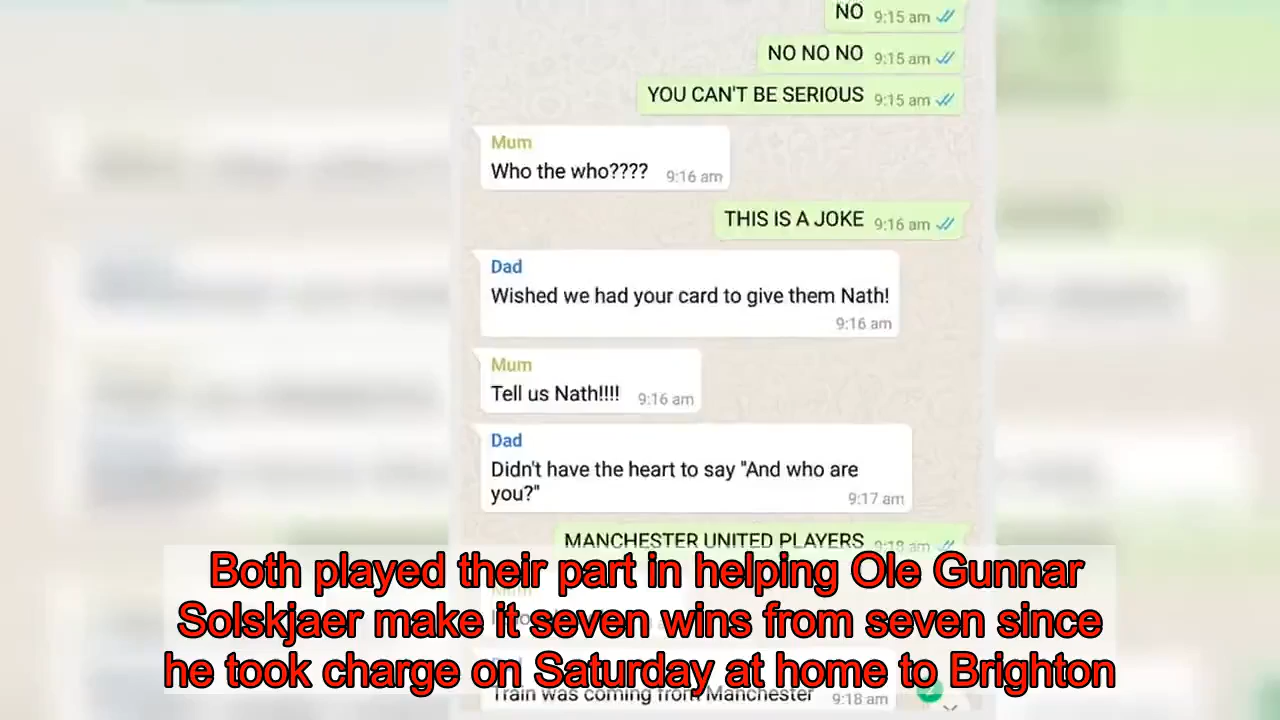 NO 9:15 am
NO NO NO 9:15 am
YOU CAN'T BE SERIOUS 9:15 am
Mum
Who the who???? 9:16 am
THIS IS A JOKE 9:16 am
Dad
Wished we had your card to give them Nath!
9:16 am
Mum
Tell us Nath!!!! 9:16 am
Dad
Didn't have the heart to say "And who are
you?" 9:17 am
MANCHESTER UNITED PLAYERS 9:18 am
Both played their part in helping Ole Gunnar
Solskjaer make it seven wins from seven since
he took charge on Saturday at home to Brighton
Train was coming from Manchester 9:18 am